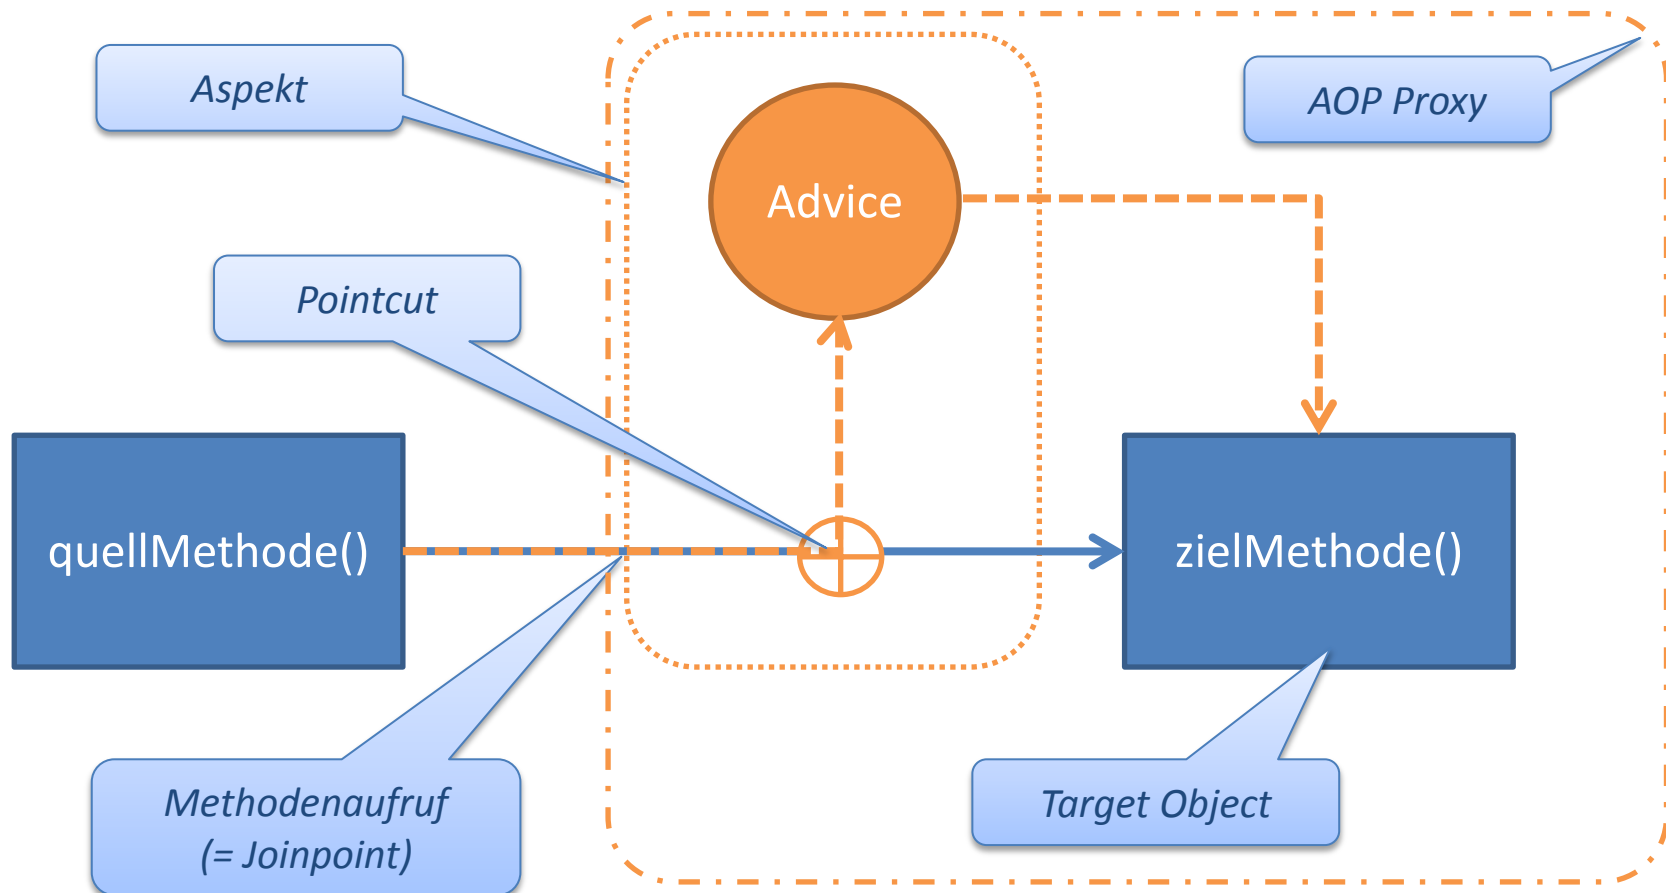 Aspekt
AOP Proxy
Advice
Pointcut
quellMethode()
zielMethode()
Methodenaufruf
(= Joinpoint)
Target Object